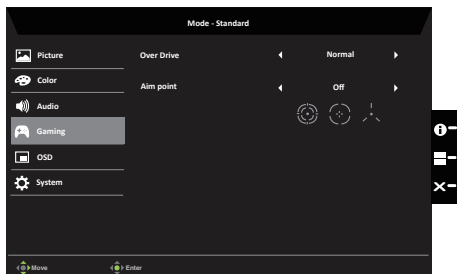 Mode - Standard
Picture
Over Drive Normal
Color
Aim point Off
Audio
Gaming
OSD
System
Move Enter